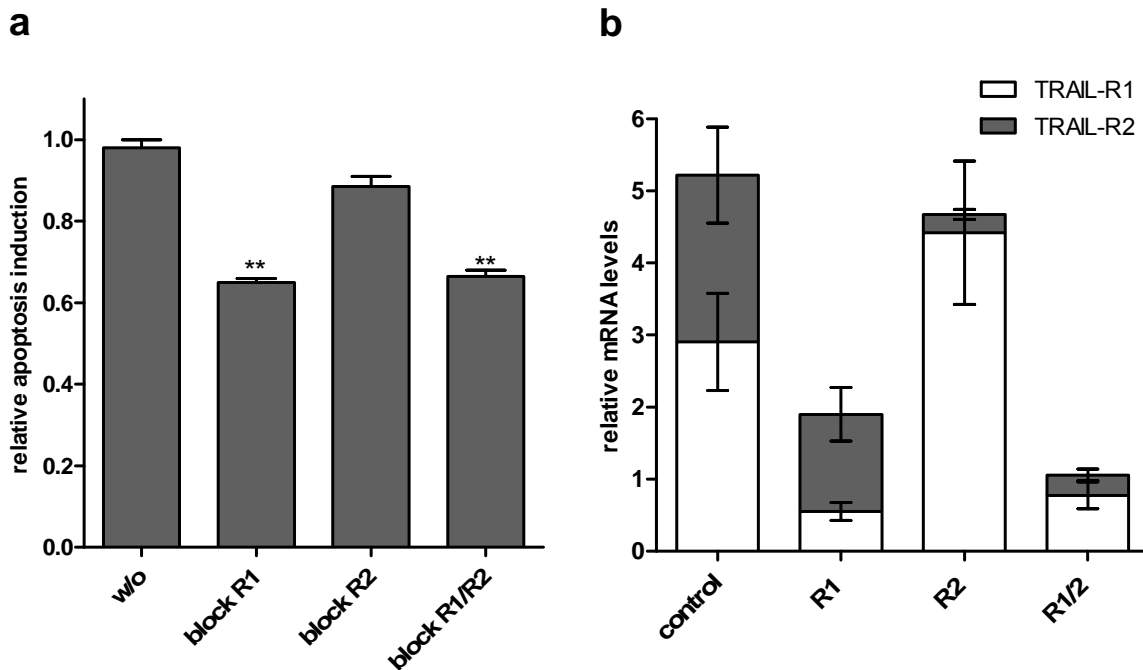 a
relative apoptosis induction
1.0
0.8
0.6
0.4
0.2
0.0
**
**
w/o
block R1
block R2
block R1/R2
b
TRAIL-R1
TRAIL-R2
relative mRNA levels
6
5
4
3
2
1
0
control
R1
R2
R1/2